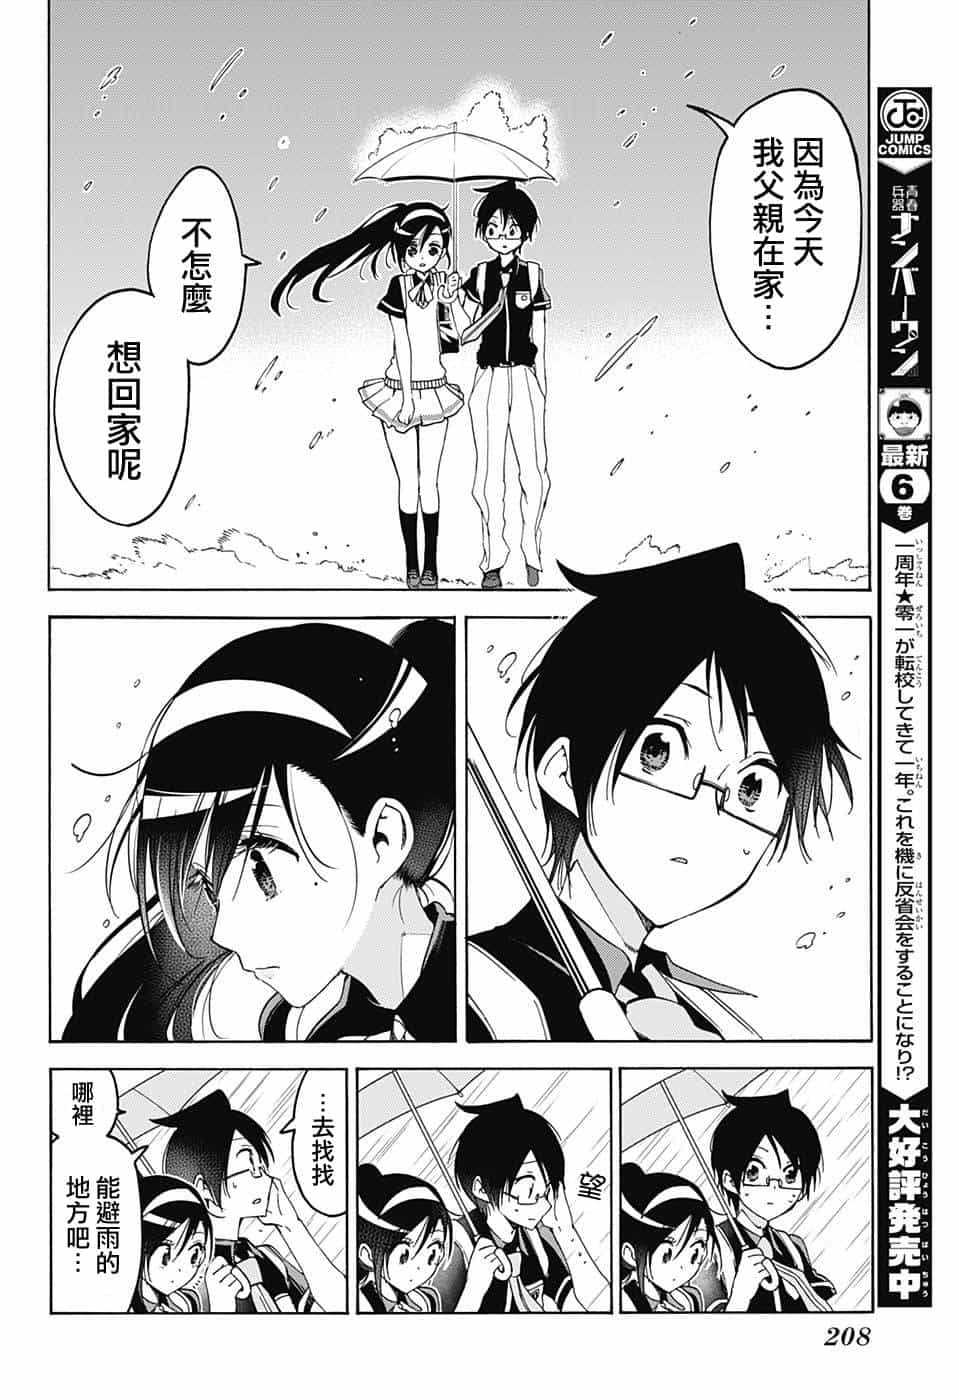 因為今天
我父親在家…
不怎麼
想回家呢
望
…去找找
哪裡
能避雨的
地方吧…
208
JUMP
COMICS
青春
兵器
ナンバーワン
最新
6
巻
一周年★零一が転校してきて一年。これを機に反省会をすることになり!?
大好評発売中